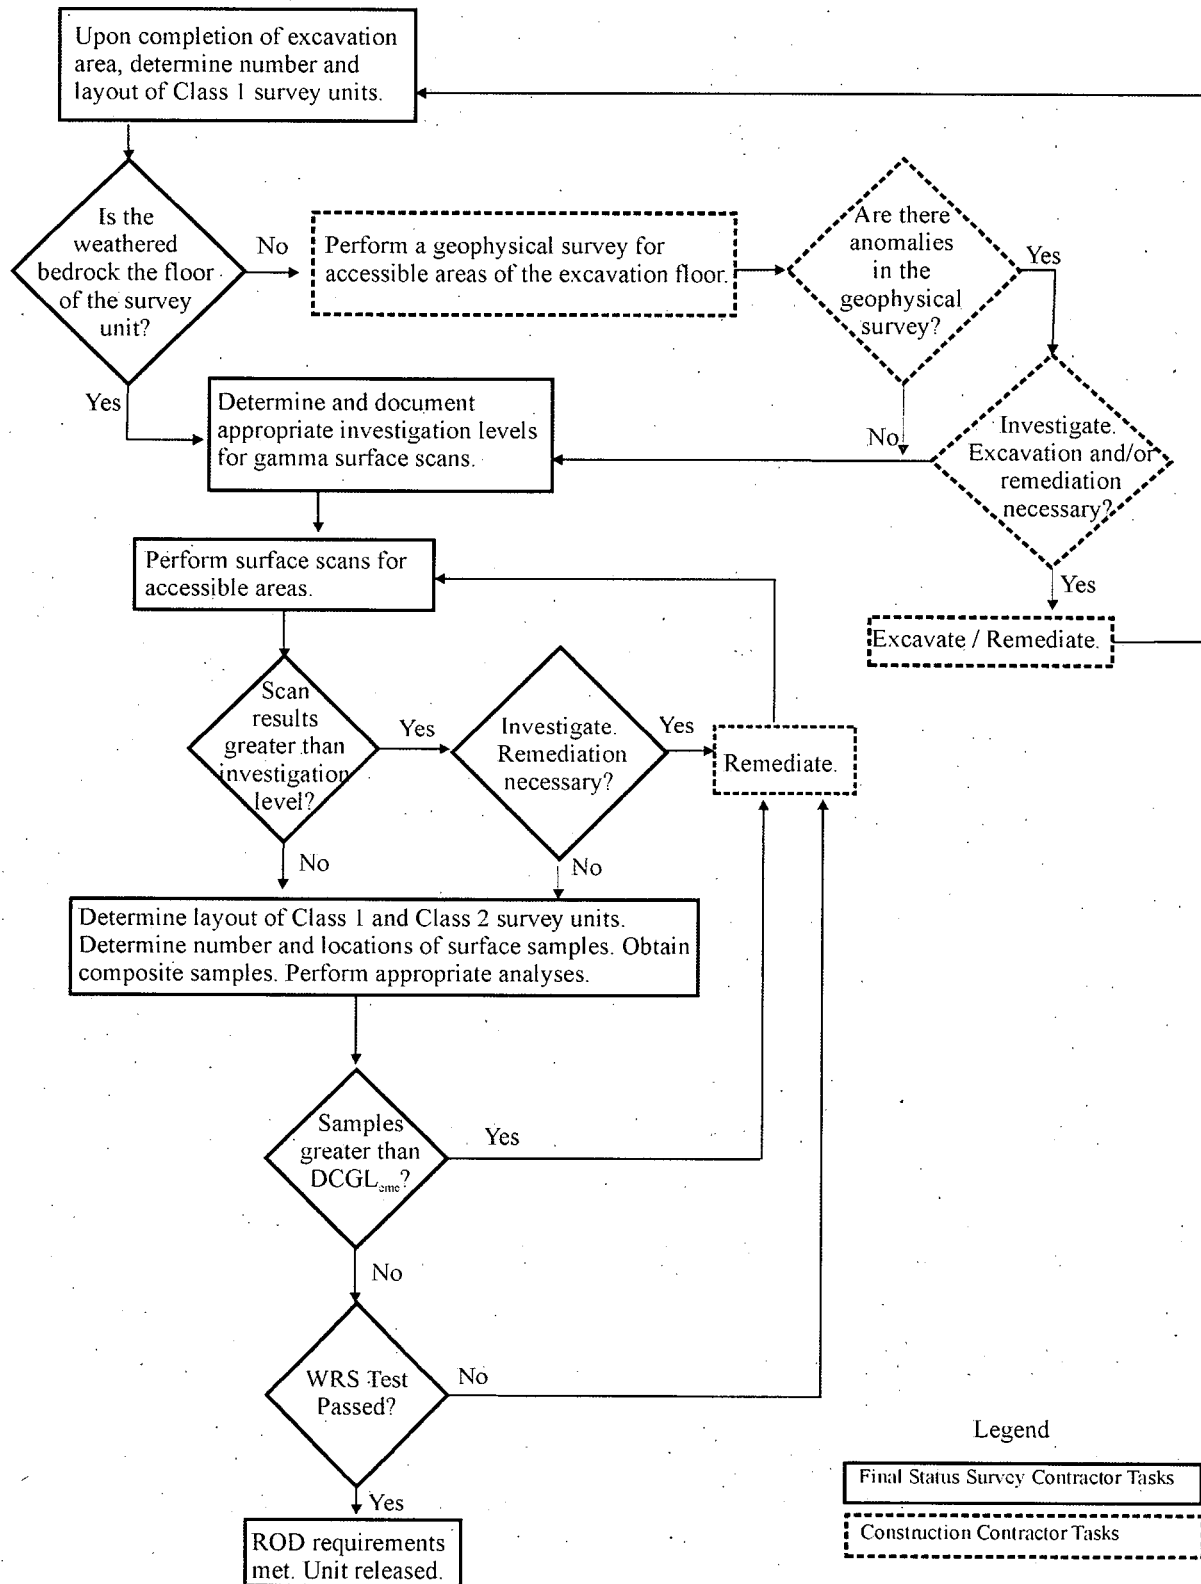 Upon completion of excavation
area, determine number and
layout of Class 1 survey units.
Is the
weathered
bedrock the floor
of the survey
unit?
No
Perform a geophysical survey for
accessible areas of the excavation floor.
Are there
anomalies
in the
geophysical
survey?
Yes
Yes
Determine and document
appropriate investigation levels
for gamma surface scans.
No
Investigate.
Excavation and/or
remediation
necessary?
Perform surface scans for
accessible areas.
Yes
Excavate / Remediate.
Scan
results
greater than
investigation
level?
Yes
Investigate.
Remediation
necessary?
Yes
Remediate.
No
No
Determine layout of Class 1 and Class 2 survey units.
Determine number and locations of surface samples. Obtain
composite samples. Perform appropriate analyses.
Samples
greater than
DCGLemc?
Yes
No
WRS Test
Passed?
No
Yes
ROD requirements
met. Unit released.
Legend
Final Status Survey Contractor Tasks
Construction Contractor Tasks